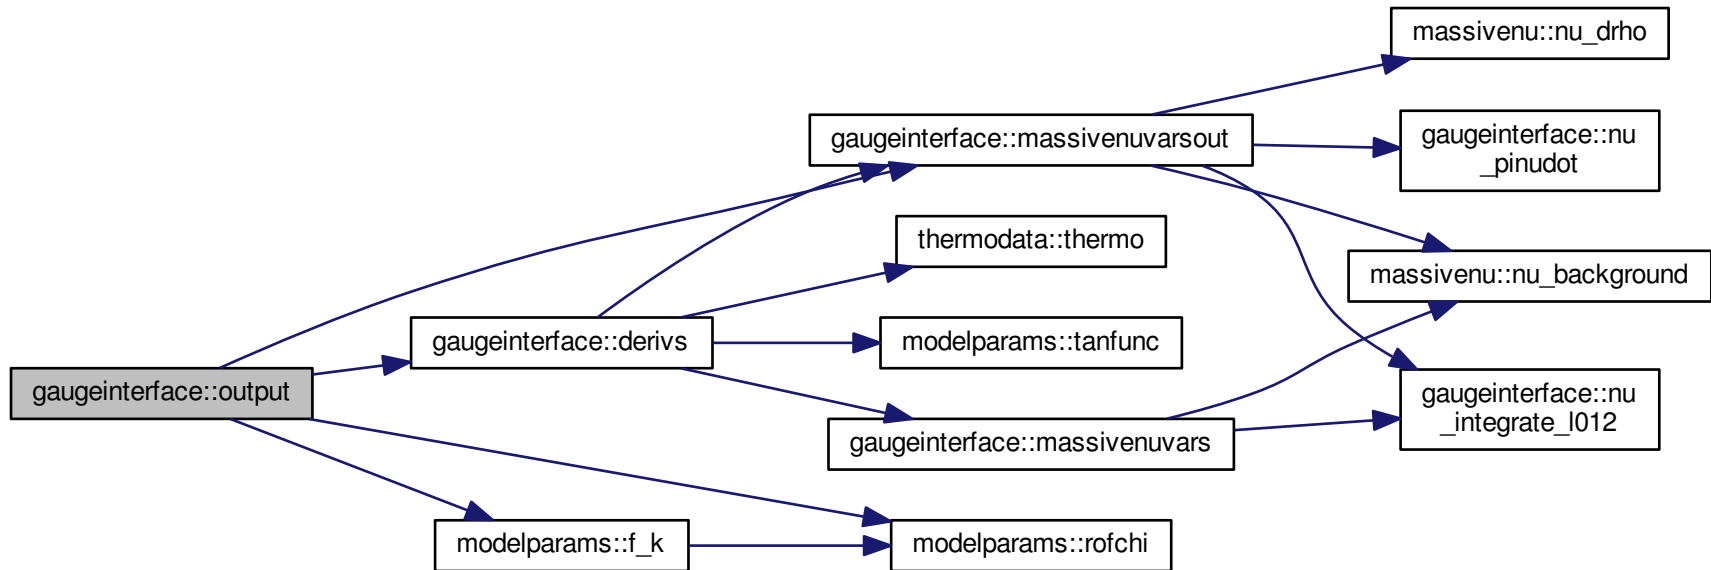 massivenu::nu_drho
gaugeinterface::massivenuvarsout
gaugeinterface::nu
_pinudot
thermodata::thermo
massivenu::nu_background
gaugeinterface::derivs
modelparams::tanfunc
gaugeinterface::output
gaugeinterface::nu
_integrate_l012
gaugeinterface::massivenuvars
modelparams::f_k
modelparams::rofchi